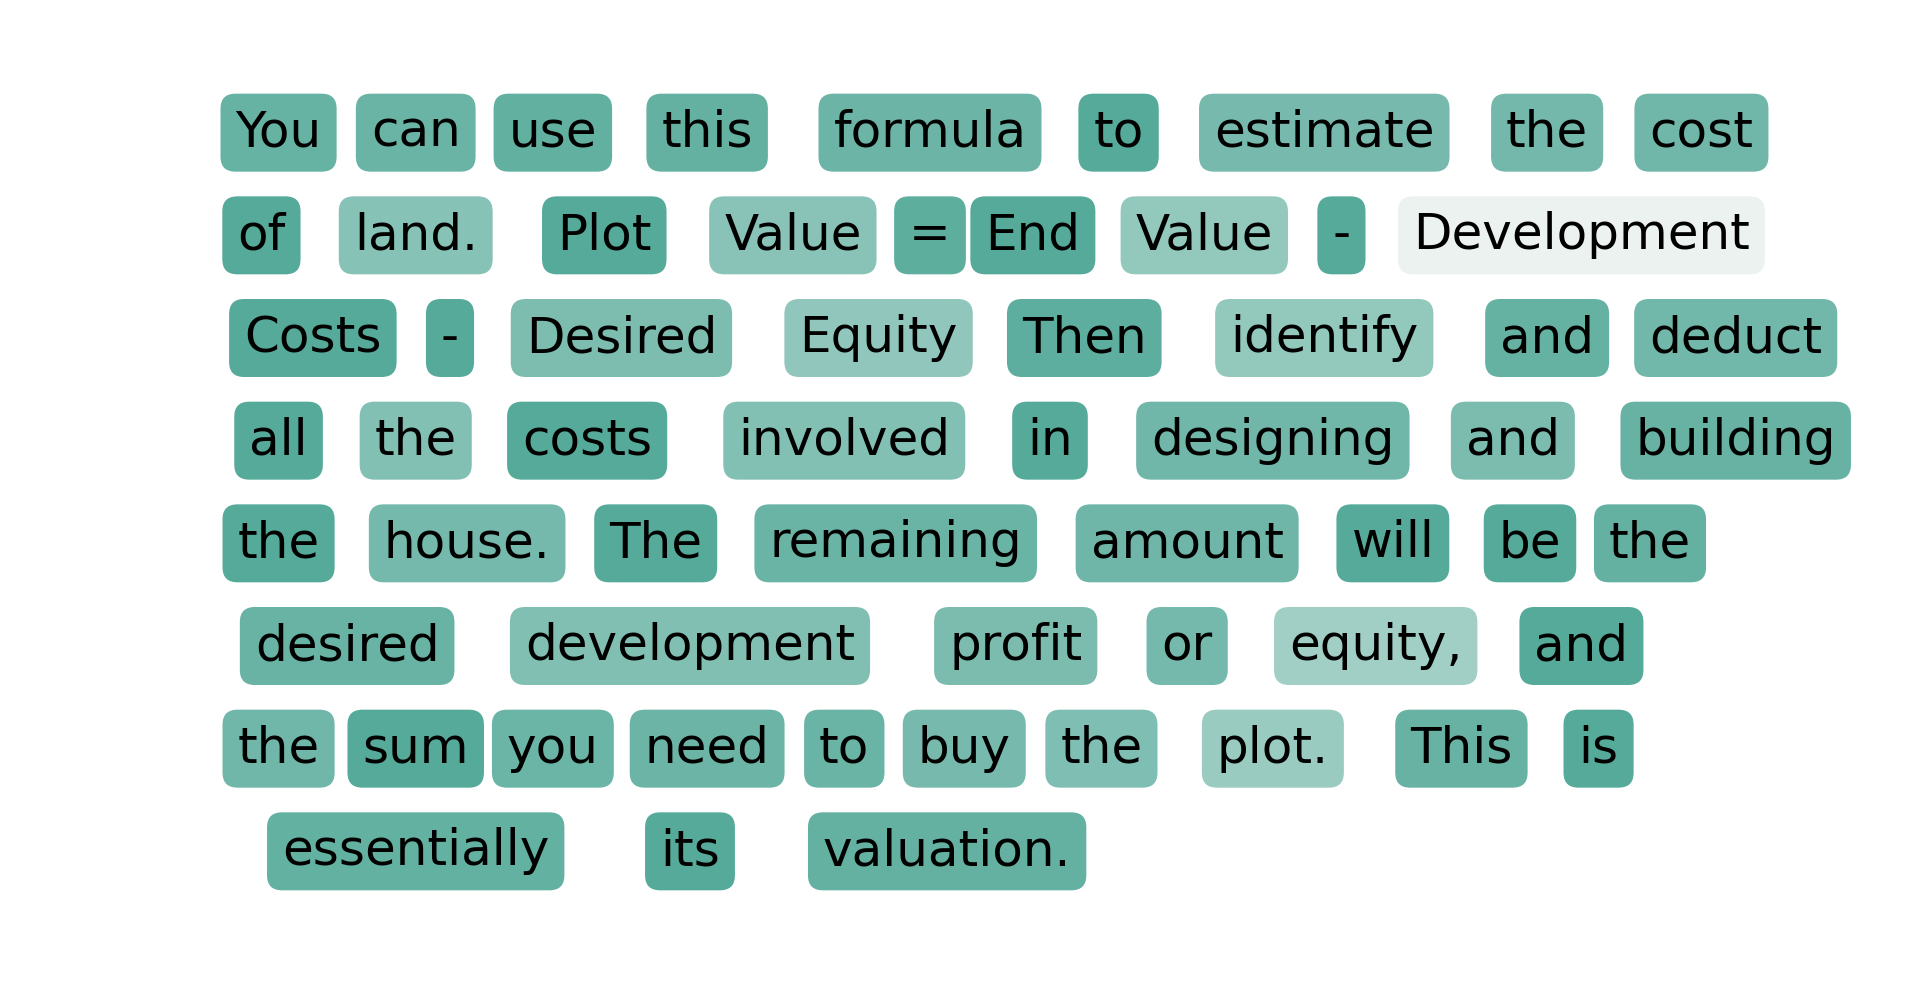 You can use this formula to estimate the cost
of land. Plot Value = End Value - Development
Costs - Desired Equity Then identify and deduct
all the costs involved in designing and building
the house. The remaining amount will be the
desired development profit or equity, and
the sum you need to buy the plot. This is
essentially its valuation.